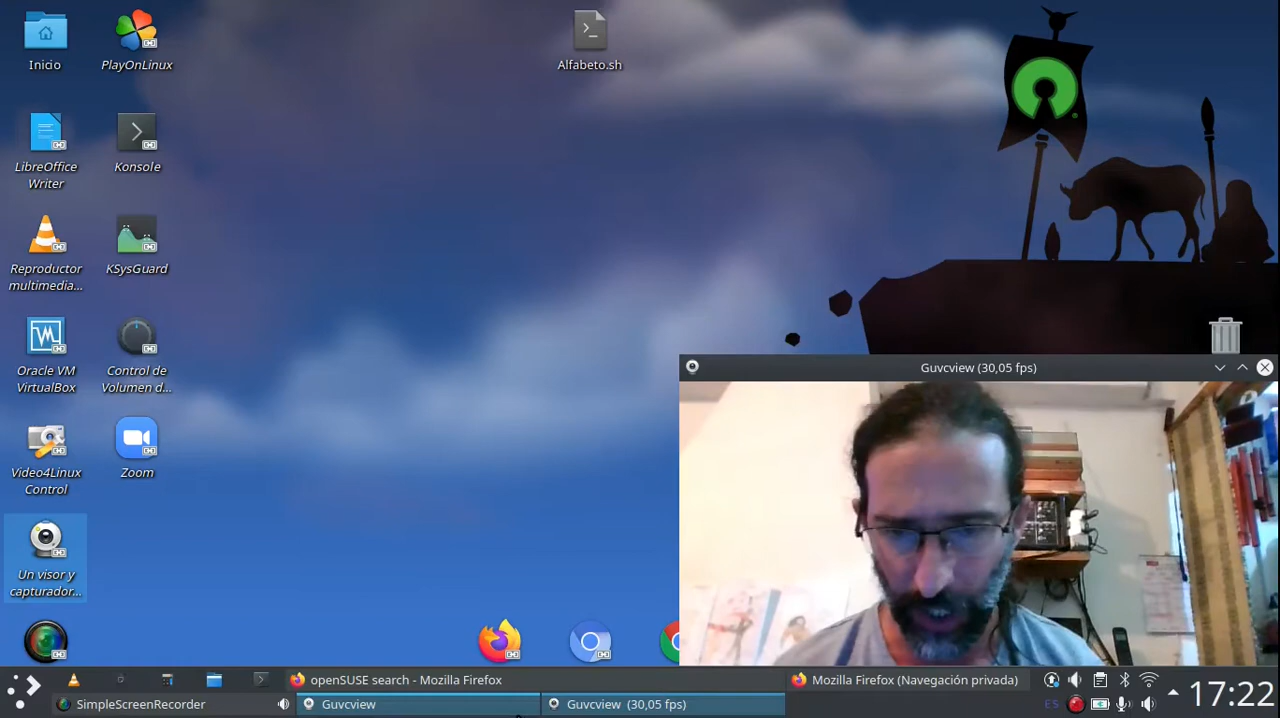 Inicio
PlayOnLinux
Alfabeto.sh
LibreOffice
Writer
Konsole
Reproductor
multimedia...
KSysGuard
Oracle VM
VirtualBox
Control de
Volumen d...
Guvcview (30,05 fps)
Video4Linux
Control
Zoom
Un visor y
capturador...
openSUSE search - Mozilla Firefox
Mozilla Firefox (Navegación privada)
SimpleScreenRecorder
Guvcview
Guvcview (30,05 fps)
ES
17:22